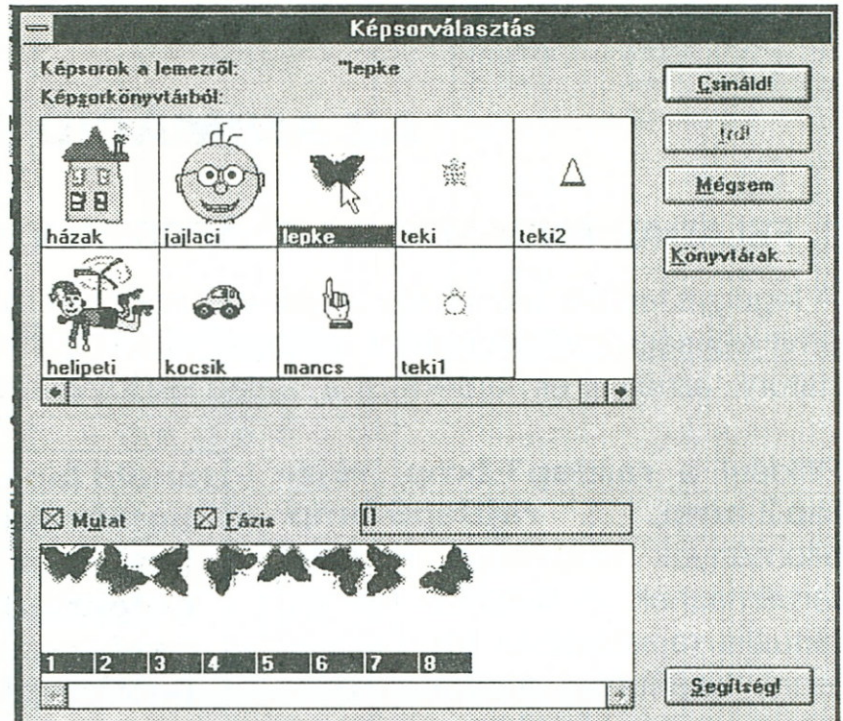 Képsorválasztás
Képsorok a lemezről: "lepke
Képsorkönyvtárból:
Csináld!
Írd!
Mégsem
Könyvtárak...
házak jajlaci lepke teki teki2
helipeti kocsik mancs teki1
Mutat Fázis []
1 2 3 4 5 6 7 8
Segítség!